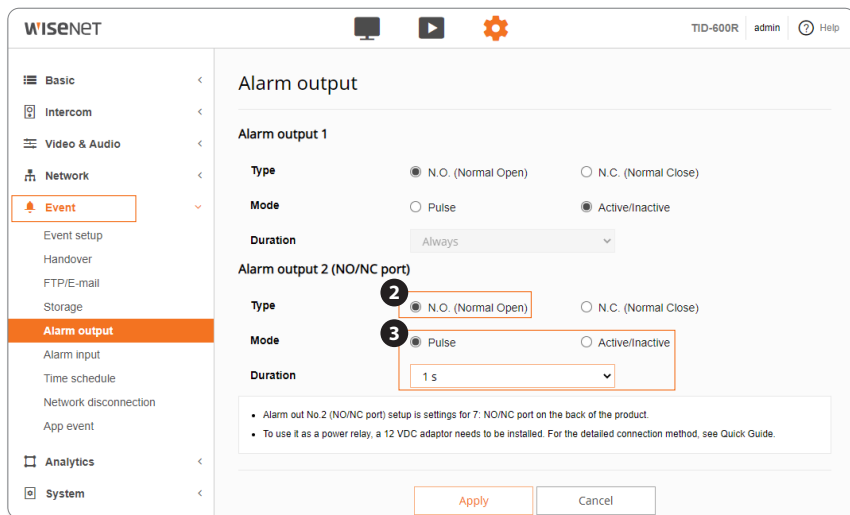 WISENET
TID-600R admin ? Help
Basic
Intercom
Video & Audio
Network
Event
Event setup
Handover
FTP/E-mail
Storage
Alarm output
Alarm input
Time schedule
Network disconnection
App event
Analytics
System
Alarm output
Alarm output 1
Type N.O. (Normal Open) N.C. (Normal Close)
Mode Pulse Active/Inactive
Duration Always
Alarm output 2 (NO/NC port)
2
Type N.O. (Normal Open) N.C. (Normal Close)
3
Mode Pulse Active/Inactive
Duration 1 s
• Alarm out No.2 (NO/NC port) setup is settings for 7: NO/NC port on the back of the product.
• To use it as a power relay, a 12 VDC adaptor needs to be installed. For the detailed connection method, see Quick Guide.
Apply Cancel